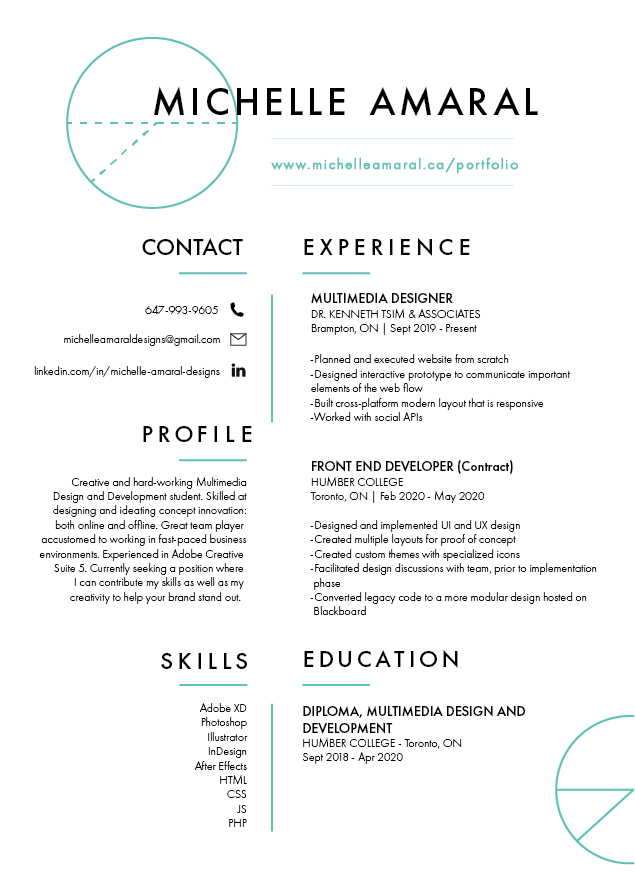 MICHELLE AMARAL
www.michelleamaral.ca/portfolio
CONTACT
647-993-9605
michelleamaraldesigns@gmail.com
linkedin.com/in/michelle-amaral-designs
PROFILE
Creative and hard-working Multimedia
Design and Development student. Skilled at
designing and ideating concept innovation:
both online and offline. Great team player
accustomed to working in fast-paced business
environments. Experienced in Adobe Creative
Suite 5. Currently seeking a position where
I can contribute my skills as well as my
creativity to help your brand stand out.
SKILLS
Adobe XD
Photoshop
Illustrator
InDesign
After Effects
HTML
CSS
JS
PHP
EXPERIENCE
MULTIMEDIA DESIGNER
DR. KENNETH TSIM & ASSOCIATES
Brampton, ON | Sept 2019 - Present
-Planned and executed website from scratch
-Designed interactive prototype to communicate important
elements of the web flow
-Built cross-platform modern layout that is responsive
-Worked with social APIs
FRONT END DEVELOPER (Contract)
HUMBER COLLEGE
Toronto, ON | Feb 2020 - May 2020
-Designed and implemented UI and UX design
-Created multiple layouts for proof of concept
-Created custom themes with specialized icons
-Facilitated design discussions with team, prior to implementation
phase
-Converted legacy code to a more modular design hosted on
Blackboard
EDUCATION
DIPLOMA, MULTIMEDIA DESIGN AND
DEVELOPMENT
HUMBER COLLEGE - Toronto, ON
Sept 2018 - Apr 2020